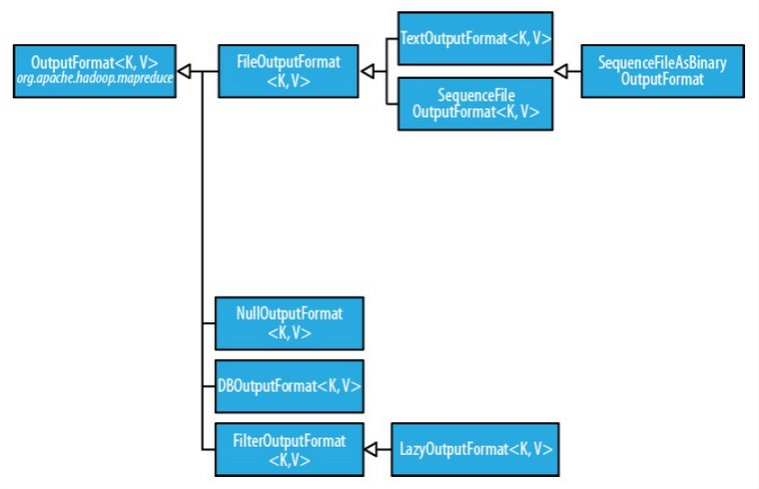 OutputFormat<K, V>
org.apache.hadoop.mapreduce
FileOutputFormat
<K, V>
TextOutputFormat<K, V>
SequenceFile
OutputFormat<K, V>
SequenceFileAsBinary
OutputFormat
NullOutputFormat
<K, V>
DBOutputFormat<K, V>
FilterOutputFormat
<K,V>
LazyOutputFormat<K, V>